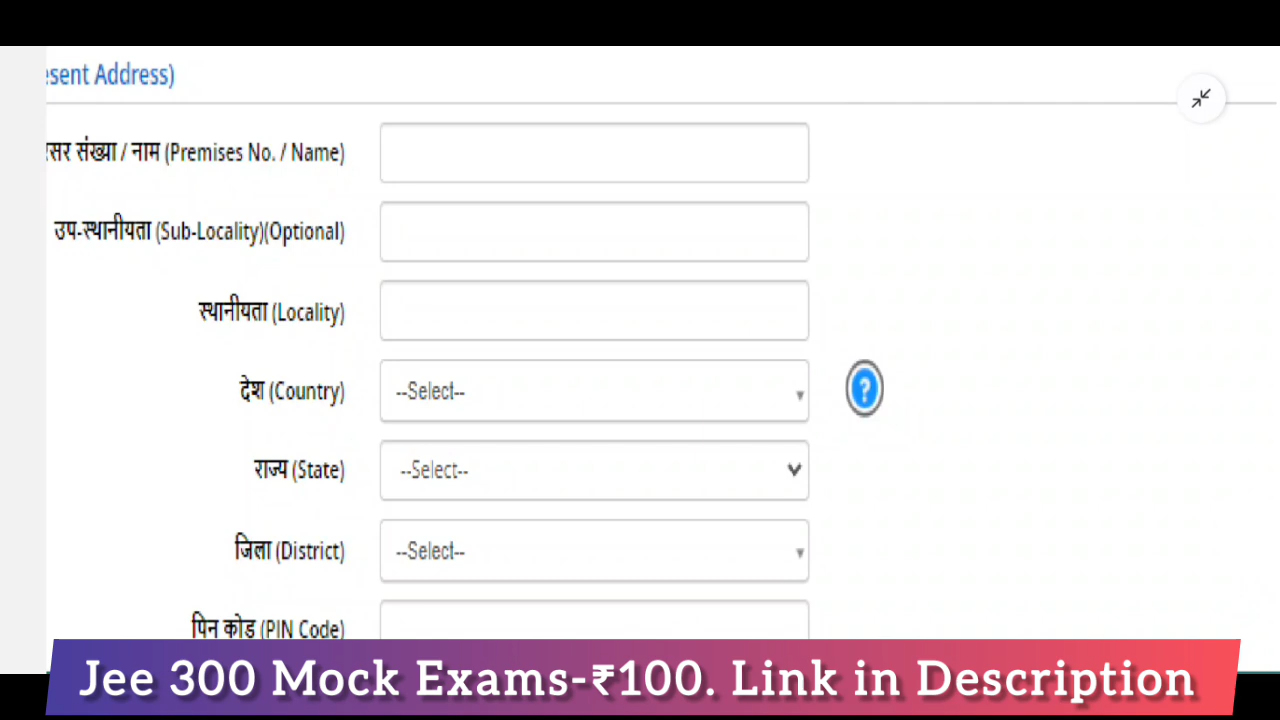 esent Address)
सर संख्या / नाम (Premises No. / Name)
उप-स्थानीयता (Sub-Locality)(Optional)
स्थानीयता (Locality)
देश (Country)
--Select--
?
राज्य (State)
--Select--
जिला (District)
--Select--
पिन कोड (PIN Code)
Jee 300 Mock Exams-₹100. Link in Description